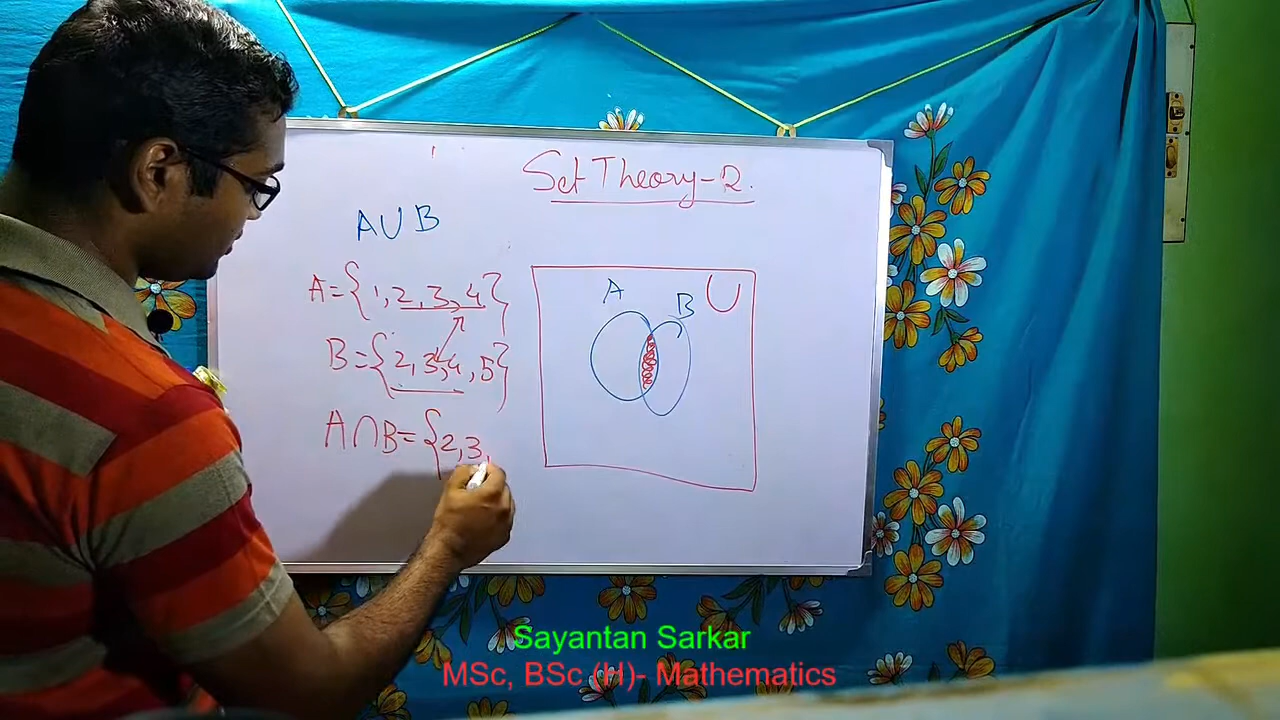 Set Theory-2.
A∪B
A={1,2,3,4}
B={2,3,4,5}
A∩B={2,3,
A
B
U
Sayantan Sarkar
MSc, BSc (H)- Mathematics